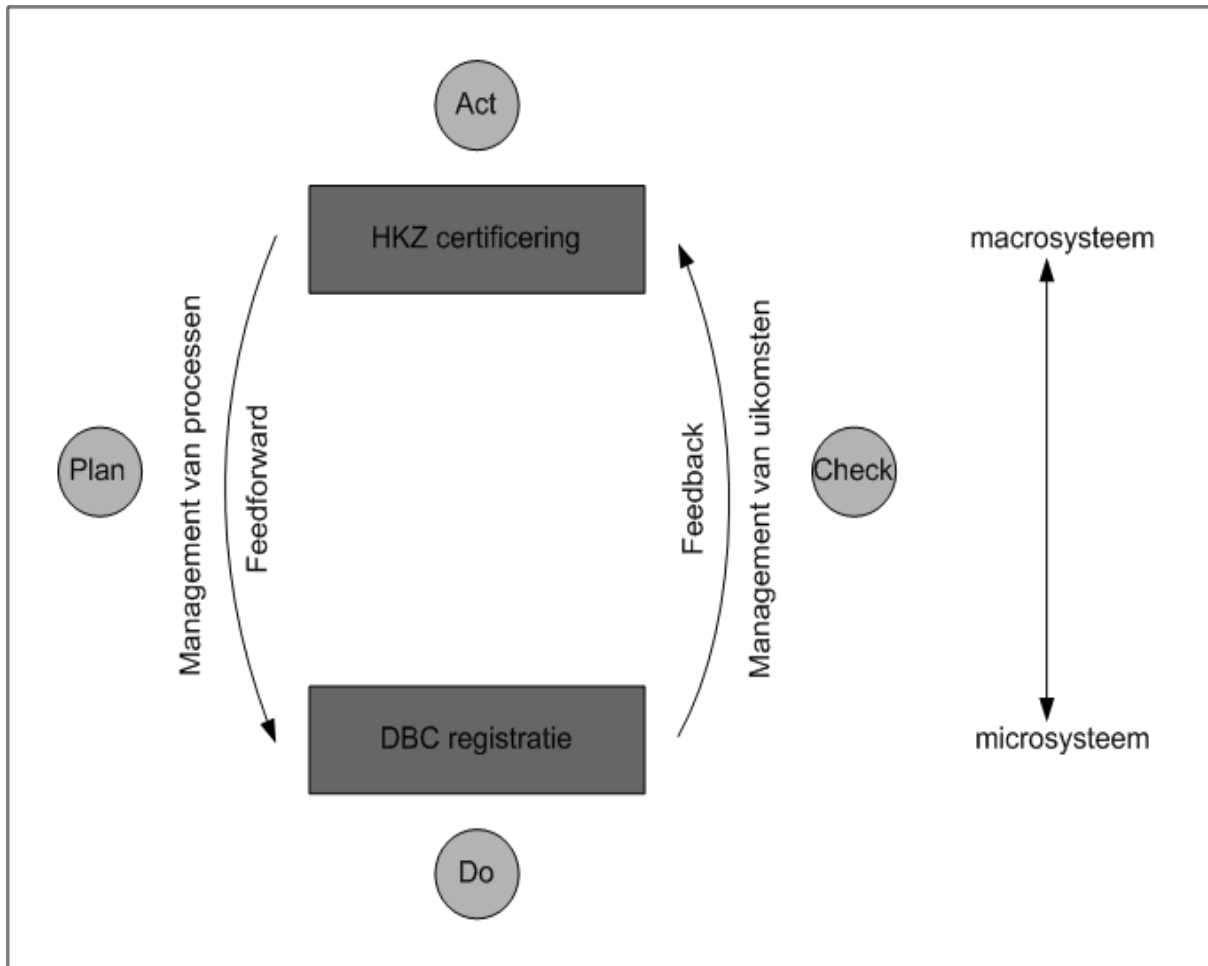 Act
HKZ certificering
macrosysteem
Management van processen
Feedforward
Feedback
Management van uikomsten
Plan
Check
DBC registratie
microsysteem
Do